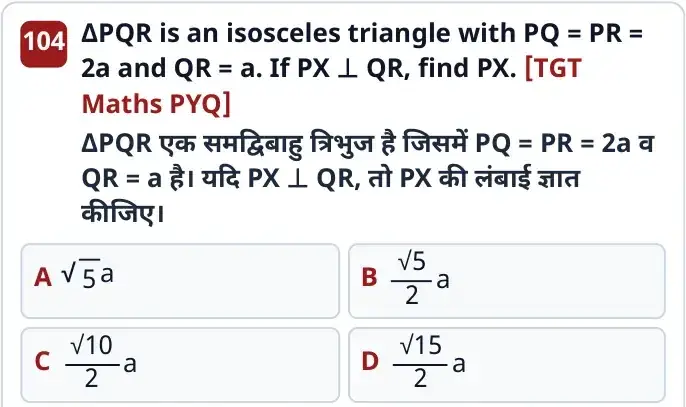 104 ΔPQR is an isosceles triangle with PQ = PR =
2a and QR = a. If PX ⊥ QR, find PX. [TGT
Maths PYQ]
ΔPQR एक समद्विबाहु त्रिभुज है जिसमें PQ = PR = 2a व
QR = a है। यदि PX ⊥ QR, तो PX की लंबाई ज्ञात
कीजिए।
A √5a
B √5/2 a
C √10/2 a
D √15/2 a